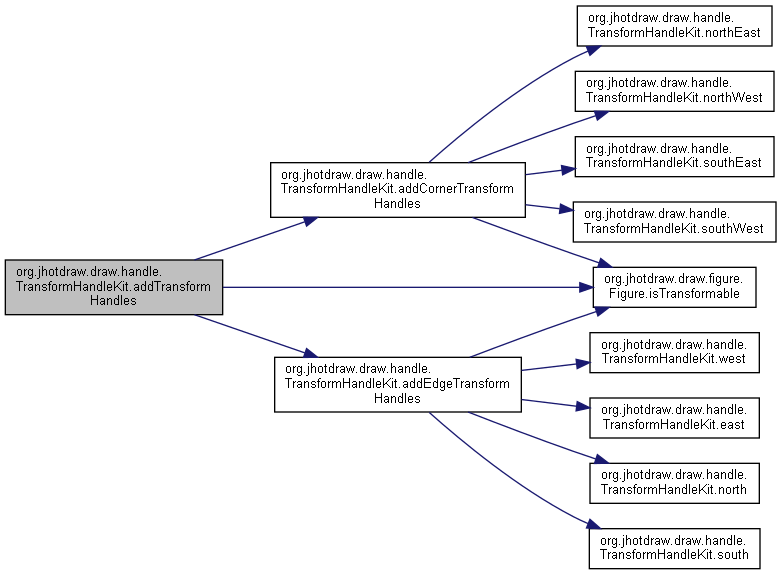 org.jhotdraw.draw.handle.
TransformHandleKit.addTransform
Handles
org.jhotdraw.draw.handle.
TransformHandleKit.addCornerTransform
Handles
org.jhotdraw.draw.handle.
TransformHandleKit.addEdgeTransform
Handles
org.jhotdraw.draw.handle.
TransformHandleKit.northEast
org.jhotdraw.draw.handle.
TransformHandleKit.northWest
org.jhotdraw.draw.handle.
TransformHandleKit.southEast
org.jhotdraw.draw.handle.
TransformHandleKit.southWest
org.jhotdraw.draw.figure.
Figure.isTransformable
org.jhotdraw.draw.handle.
TransformHandleKit.west
org.jhotdraw.draw.handle.
TransformHandleKit.east
org.jhotdraw.draw.handle.
TransformHandleKit.north
org.jhotdraw.draw.handle.
TransformHandleKit.south